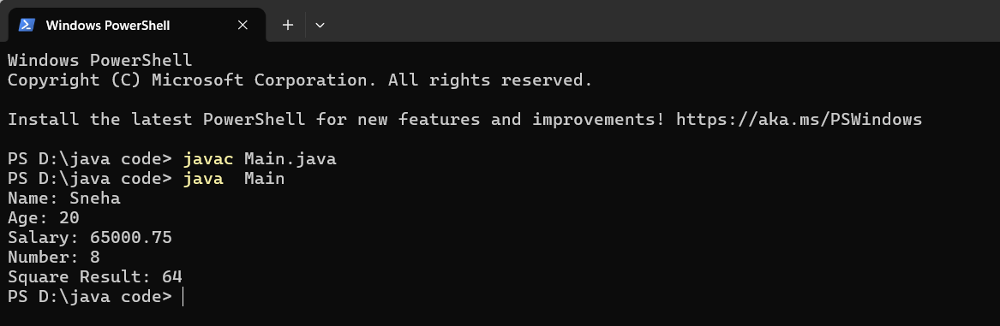 Windows PowerShell
Windows PowerShell
Copyright (C) Microsoft Corporation. All rights reserved.
Install the latest PowerShell for new features and improvements! https://aka.ms/PSWindows
PS D:\java code> javac Main.java
PS D:\java code> java  Main
Name: Sneha
Age: 20
Salary: 65000.75
Number: 8
Square Result: 64
PS D:\java code>